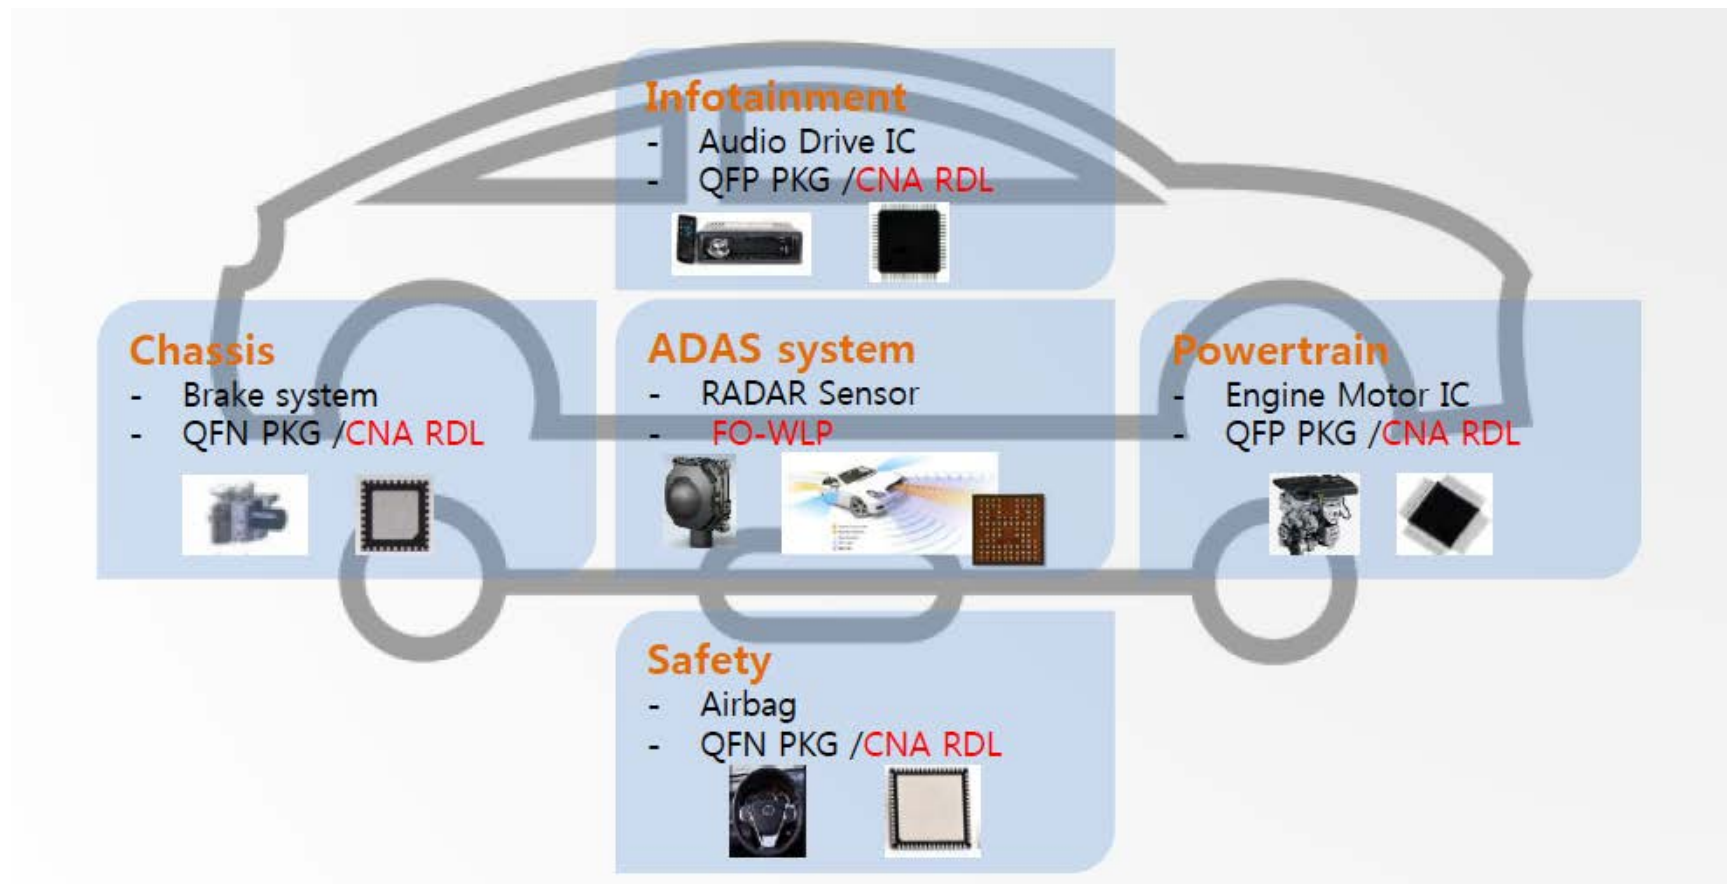 Infotainment
- Audio Drive IC
- QFP PKG /CNA RDL
Chassis
- Brake system
- QFN PKG /CNA RDL
ADAS system
- RADAR Sensor
- FO-WLP
Powertrain
- Engine Motor IC
- QFP PKG /CNA RDL
Safety
- Airbag
- QFN PKG /CNA RDL